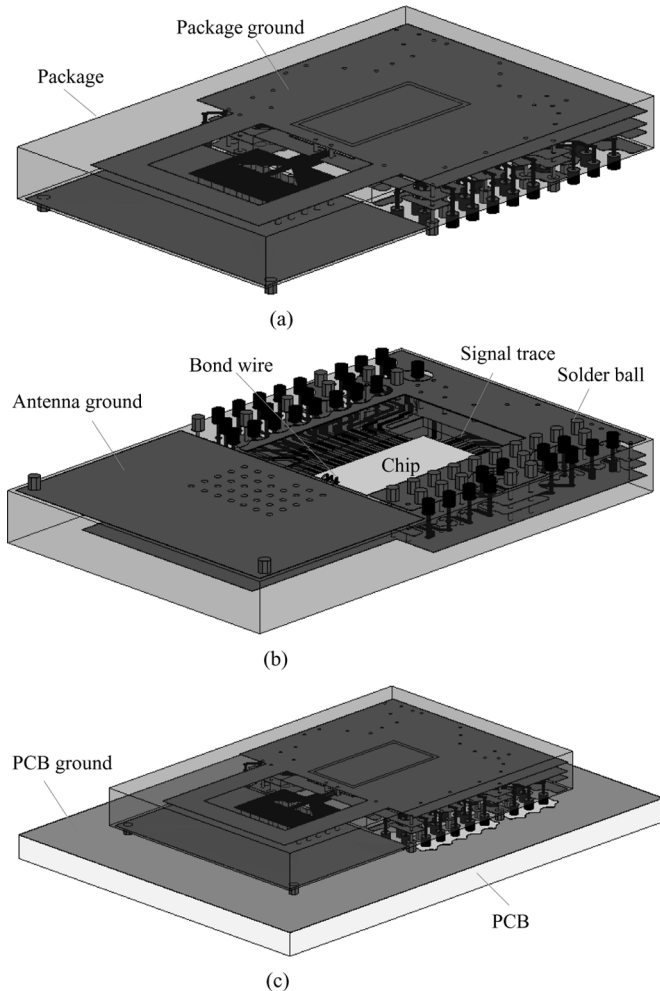 Package ground
Package
(a)
Bond wire
Signal trace
Solder ball
Antenna ground
Chip
(b)
PCB ground
PCB
(c)